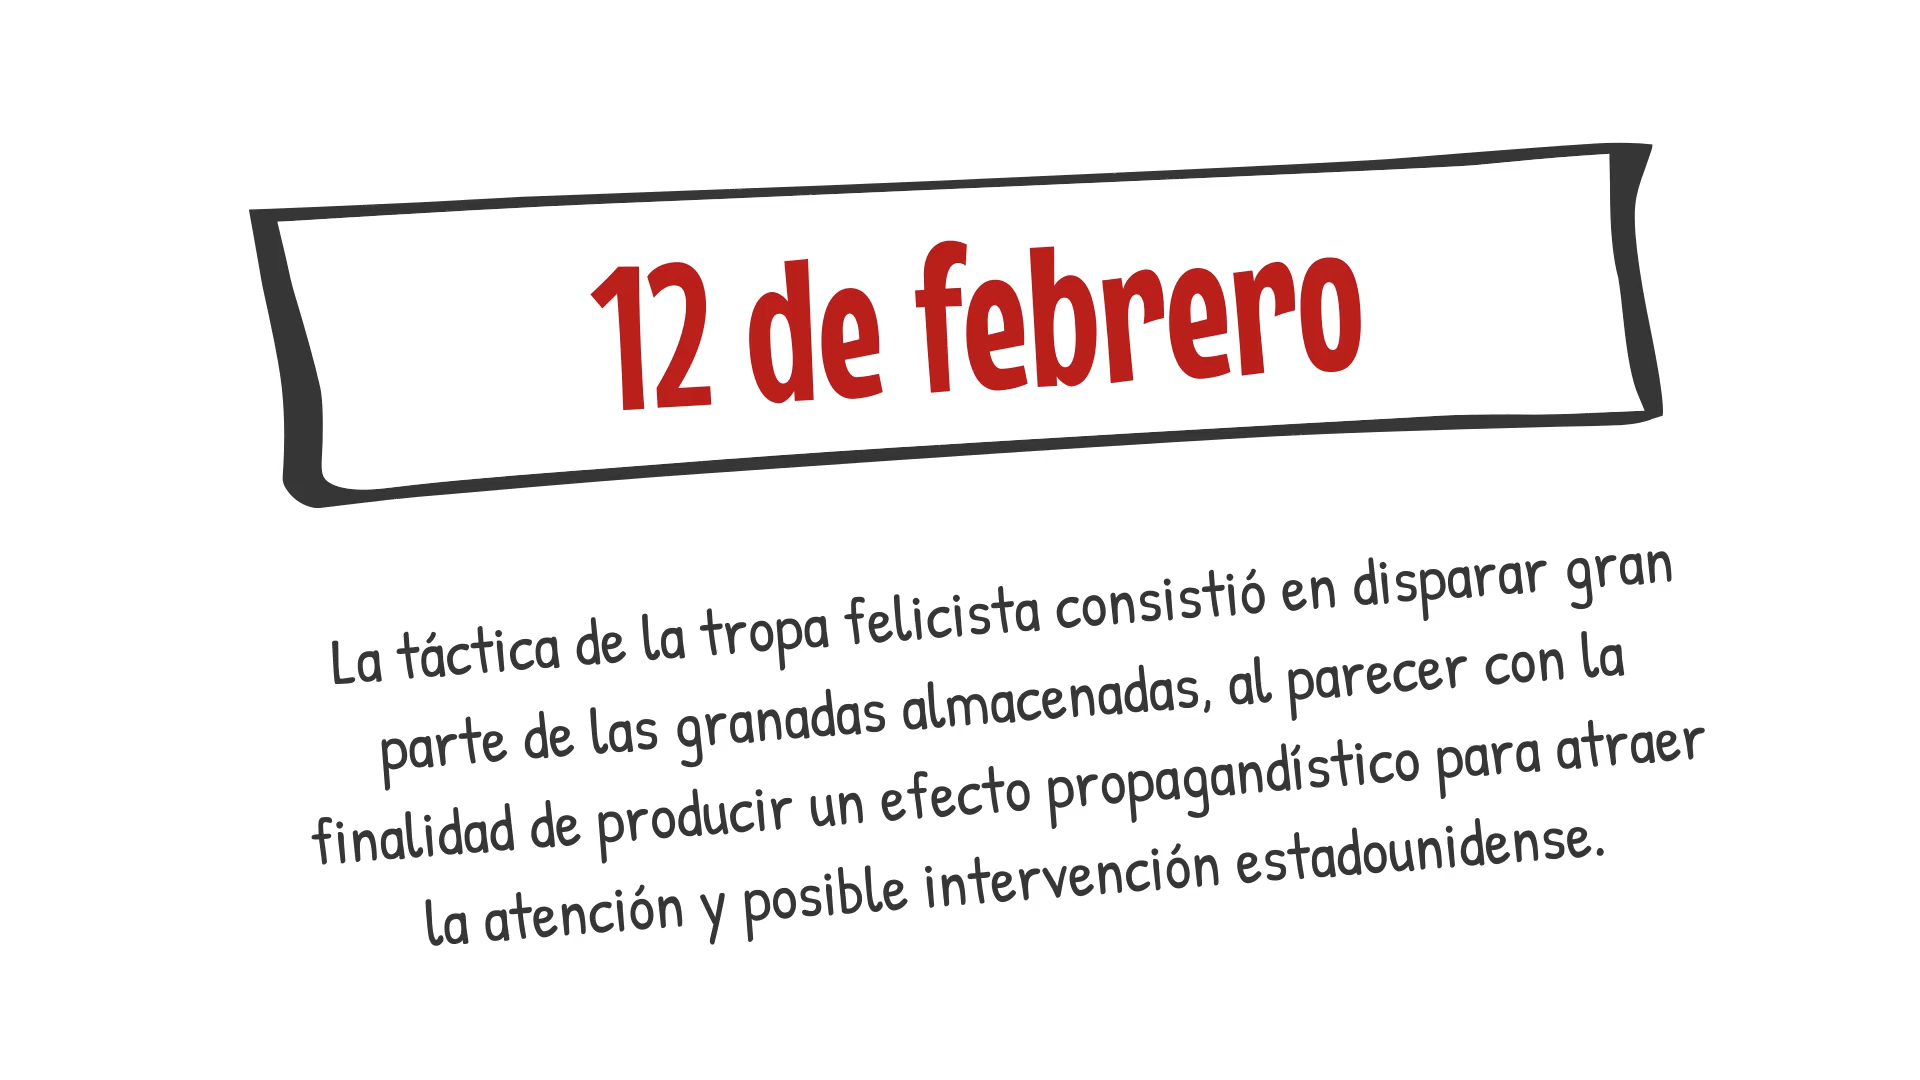 12 de febrero
La táctica de la tropa felicista consistió en disparar gran
parte de las granadas almacenadas, al parecer con la
finalidad de producir un efecto propagandístico para atraer
la atención y posible intervención estadounidense.